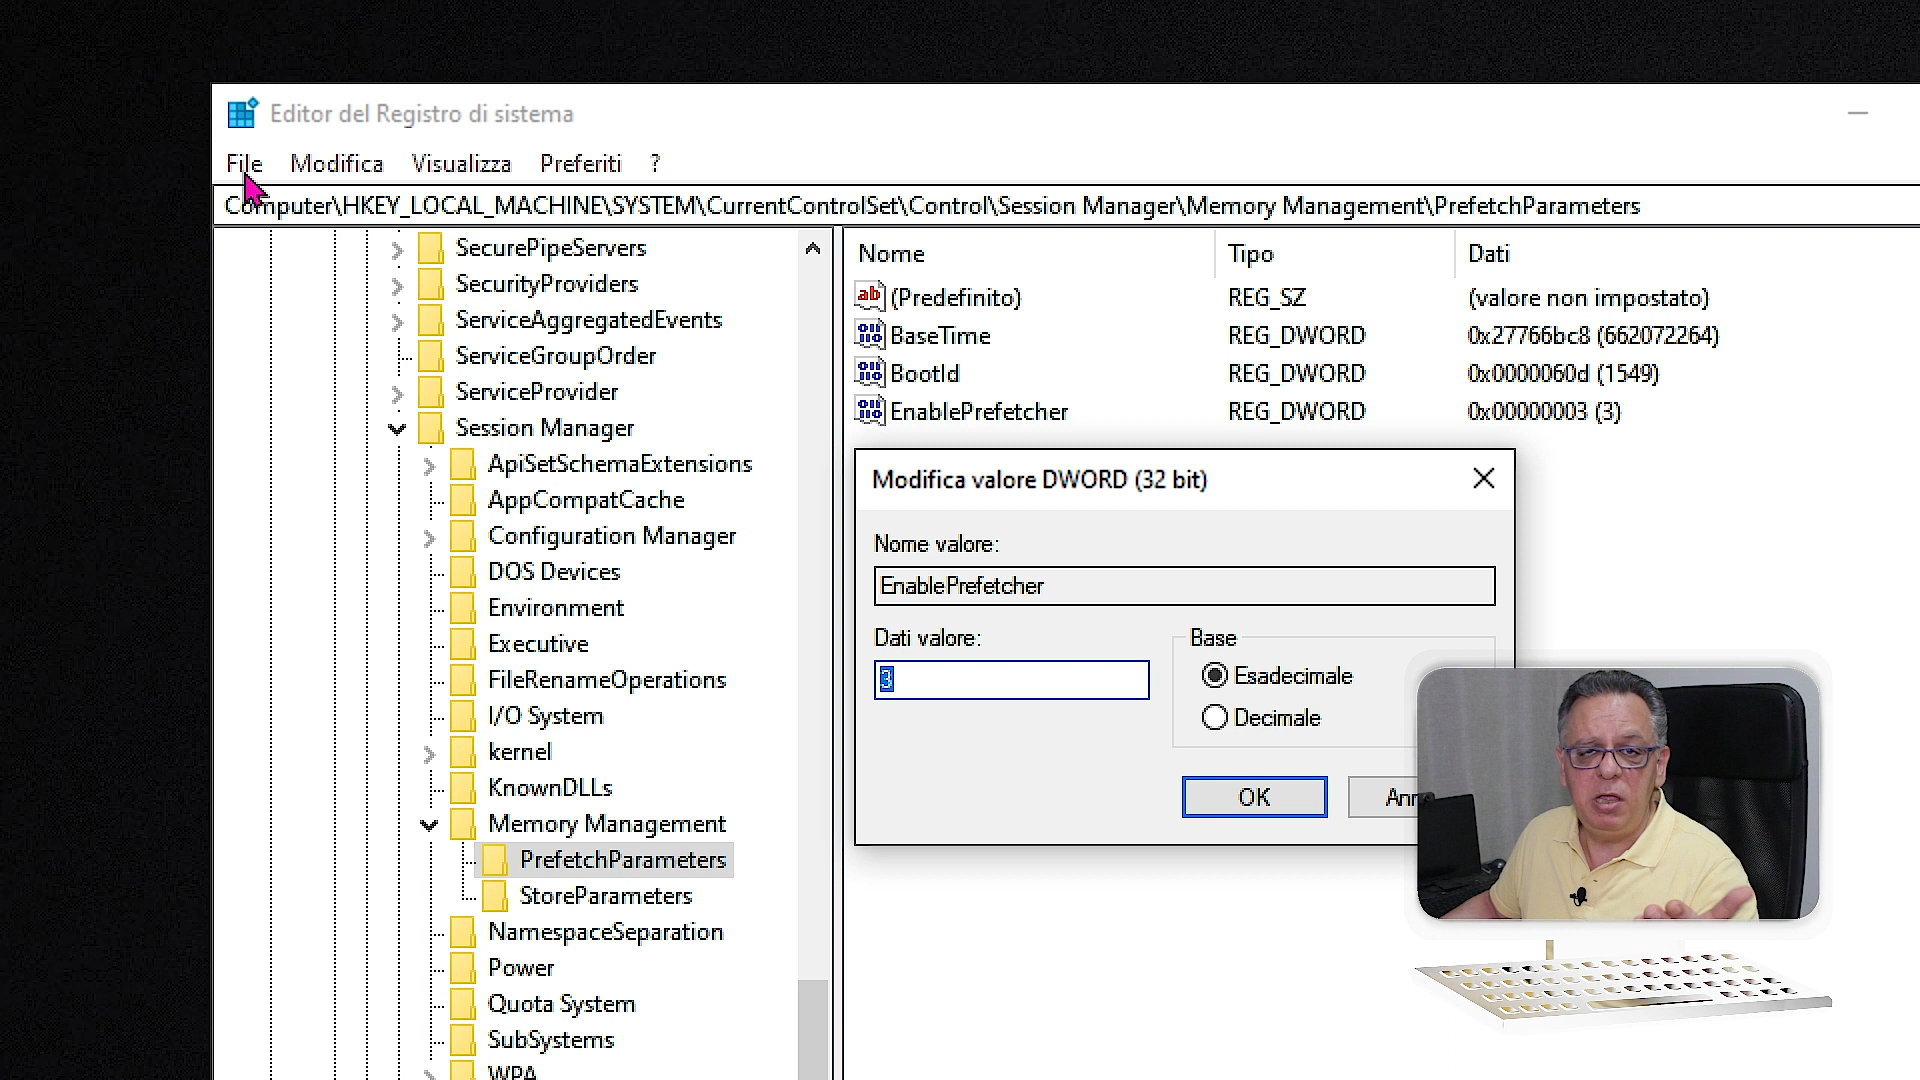 Editor del Registro di sistema
File Modifica Visualizza Preferiti ?
Computer\HKEY_LOCAL_MACHINE\SYSTEM\CurrentControlSet\Control\Session Manager\Memory Management\PrefetchParameters
SecurePipeServers
SecurityProviders
ServiceAggregatedEvents
ServiceGroupOrder
ServiceProvider
Session Manager
ApiSetSchemaExtensions
AppCompatCache
Configuration Manager
DOS Devices
Environment
Executive
FileRenameOperations
I/O System
kernel
KnownDLLs
Memory Management
PrefetchParameters
StoreParameters
NamespaceSeparation
Power
Quota System
SubSystems
WPA
Nome Tipo Dati
(Predefinito) REG_SZ (valore non impostato)
BaseTime REG_DWORD 0x27766bc8 (662072264)
BootId REG_DWORD 0x0000060d (1549)
EnablePrefetcher REG_DWORD 0x00000003 (3)
Modifica valore DWORD (32 bit)
Nome valore:
EnablePrefetcher
Dati valore:
3
Base
Esadecimale
Decimale
OK